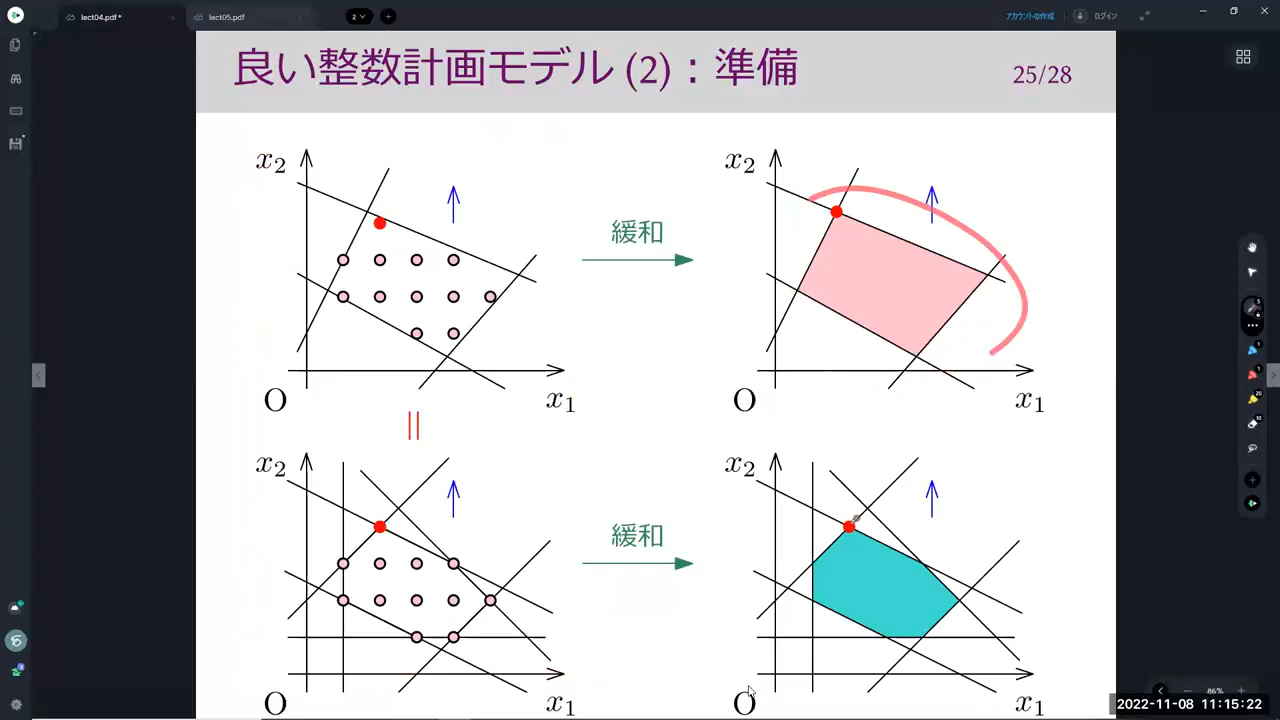 lect04.pdf *
lect05.pdf
2
アカウントの作成
ログイン
良い整数計画モデル (2)：準備
25/28
x2
緩和
x2
O
x1
O
x1
x2
緩和
x2
O
x1
O
x1
86%
2022-11-08 11:15:22